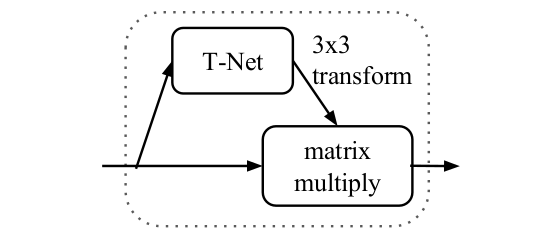 T-Net
3x3
transform
matrix
multiply